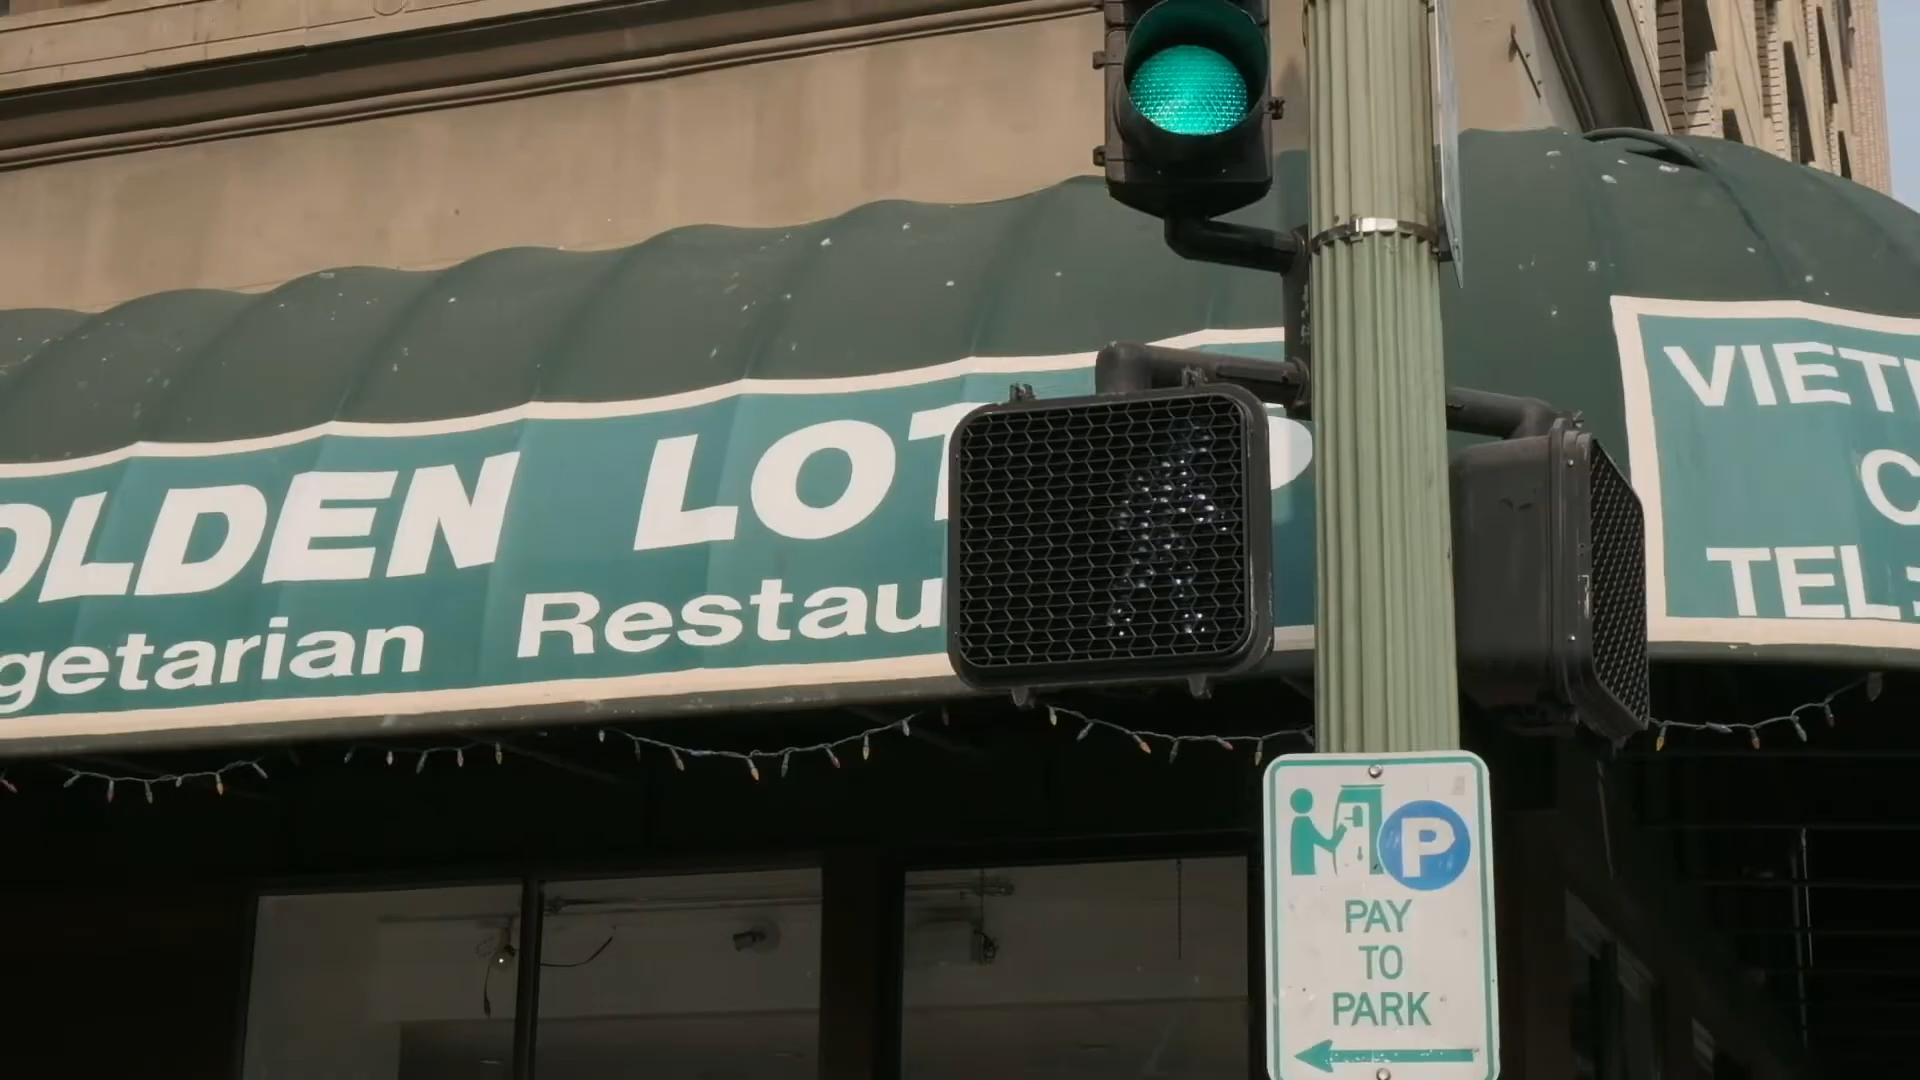 OLDEN LOT
getarian Restau
VIET
C
TEL:
P
PAY
TO
PARK